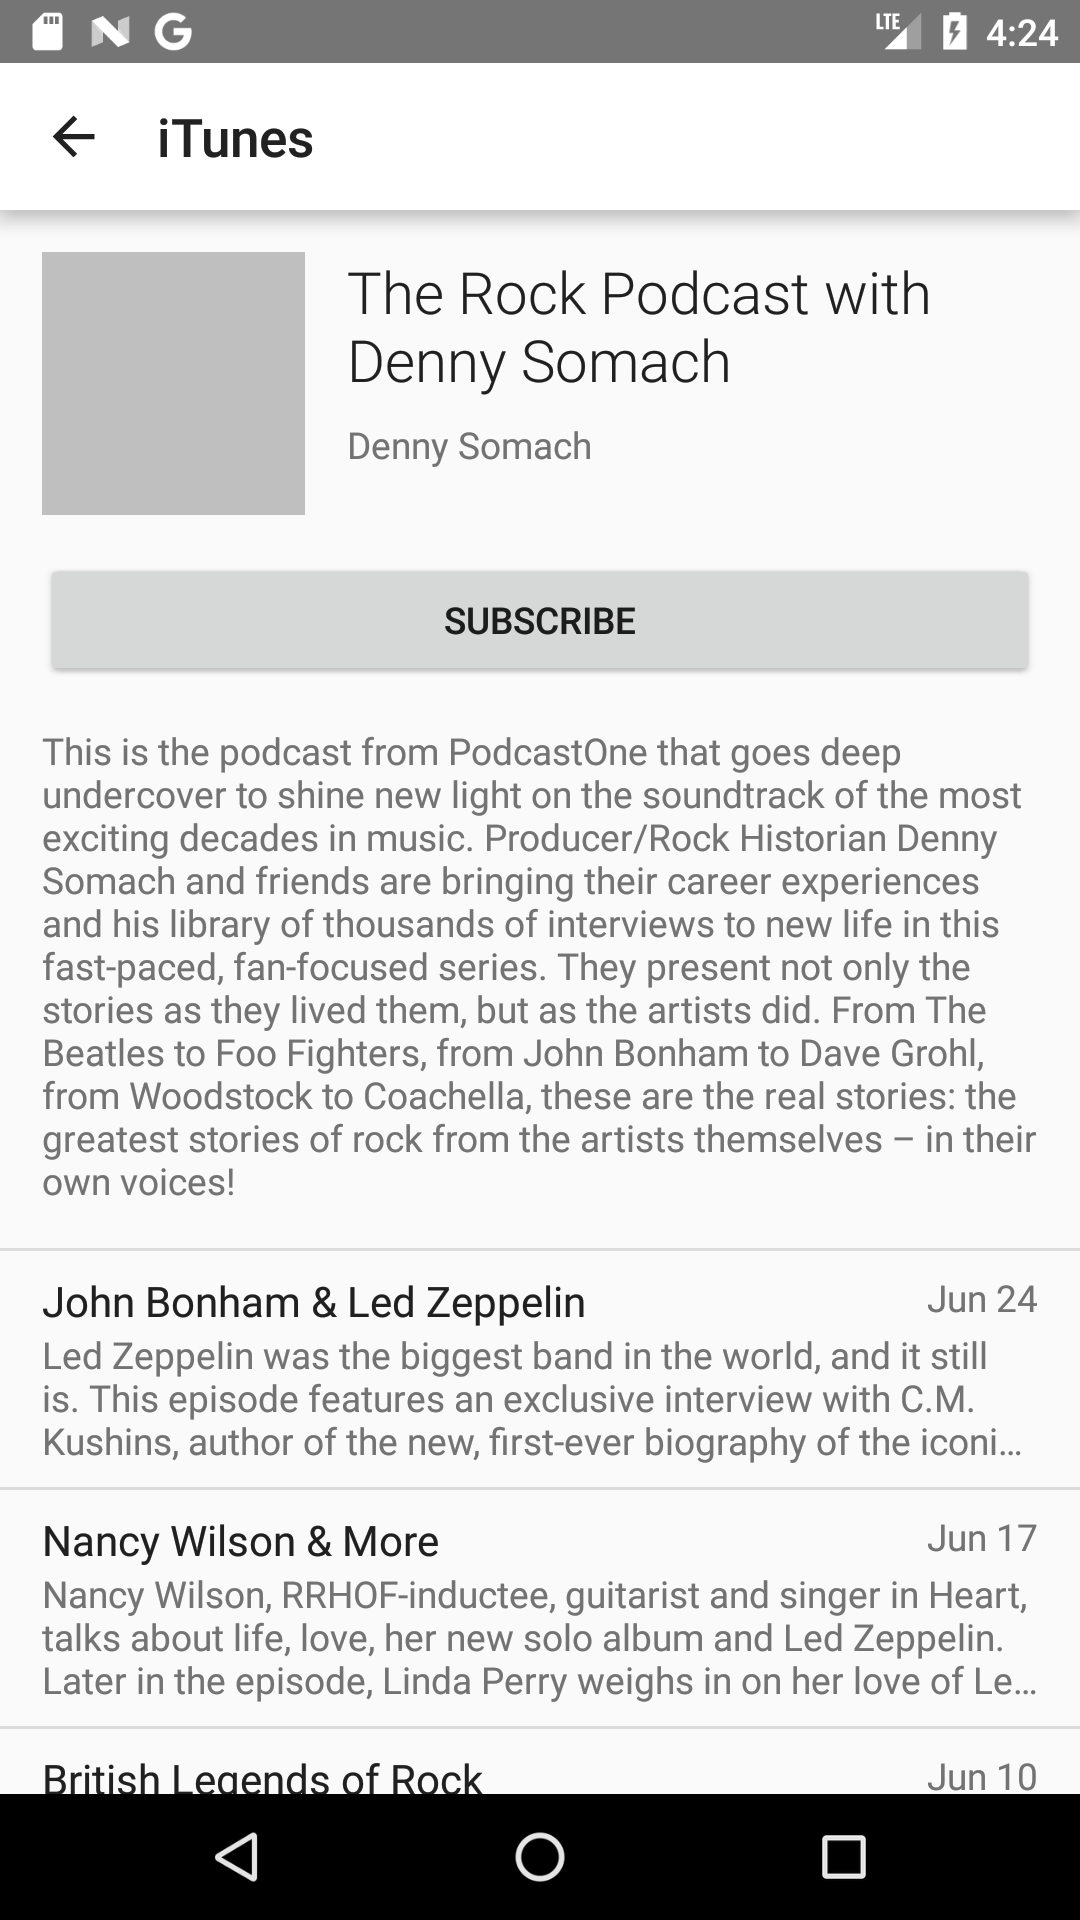 LTE 4:24
iTunes
The Rock Podcast with
Denny Somach
Denny Somach
SUBSCRIBE
This is the podcast from PodcastOne that goes deep
undercover to shine new light on the soundtrack of the most
exciting decades in music. Producer/Rock Historian Denny
Somach and friends are bringing their career experiences
and his library of thousands of interviews to new life in this
fast-paced, fan-focused series. They present not only the
stories as they lived them, but as the artists did. From The
Beatles to Foo Fighters, from John Bonham to Dave Grohl,
from Woodstock to Coachella, these are the real stories: the
greatest stories of rock from the artists themselves – in their
own voices!
John Bonham & Led Zeppelin Jun 24
Led Zeppelin was the biggest band in the world, and it still
is. This episode features an exclusive interview with C.M.
Kushins, author of the new, first-ever biography of the iconi…
Nancy Wilson & More Jun 17
Nancy Wilson, RRHOF-inductee, guitarist and singer in Heart,
talks about life, love, her new solo album and Led Zeppelin.
Later in the episode, Linda Perry weighs in on her love of Le…
British Legends of Rock Jun 10